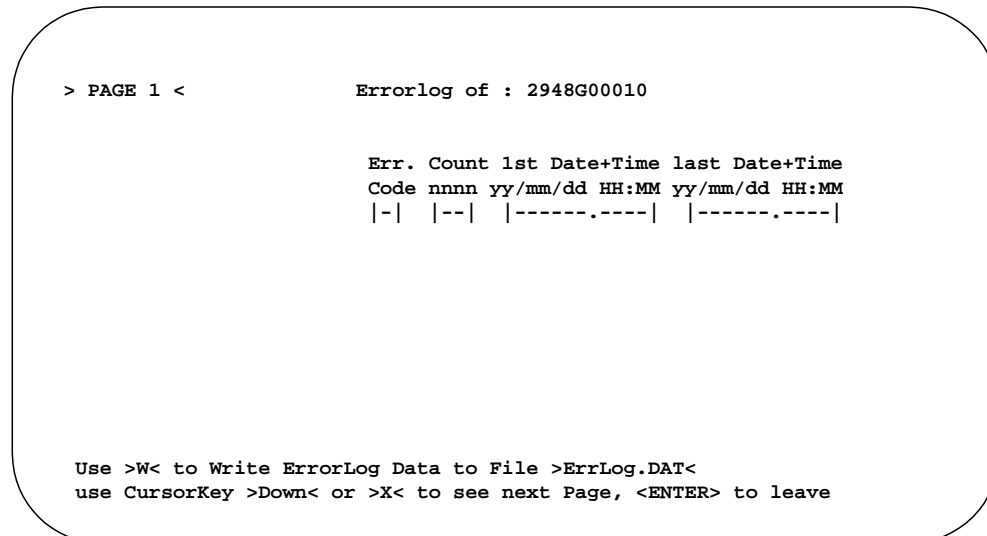 > PAGE 1 < Errorlog of : 2948G00010
Err. Count 1st Date+Time last Date+Time
Code nnnn yy/mm/dd HH:MM yy/mm/dd HH:MM
|-| |--| |------.----| |------.----|
Use >W< to Write ErrorLog Data to File >ErrLog.DAT<
use CursorKey >Down< or >X< to see next Page, <ENTER> to leave